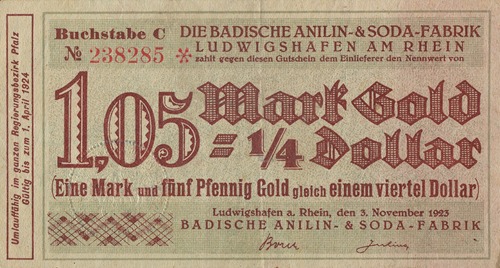 Buchstabe C
№ 238285 *
DIE BADISCHE ANILIN- & SODA-FABRIK
LUDWIGSHAFEN AM RHEIN
zahlt gegen diesen Gutschein dem Einlieferer den Nennwert von
1,05 Mark Gold
= 1/4 Dollar
(Eine Mark und fünf Pfennig Gold gleich einem viertel Dollar)
Ludwigshafen a. Rhein, den 3. November 1923
BADISCHE ANILIN- & SODA-FABRIK
Umlauffähig im ganzen Regierungsbezirk Pfalz
Gültig bis zum 1. April 1924